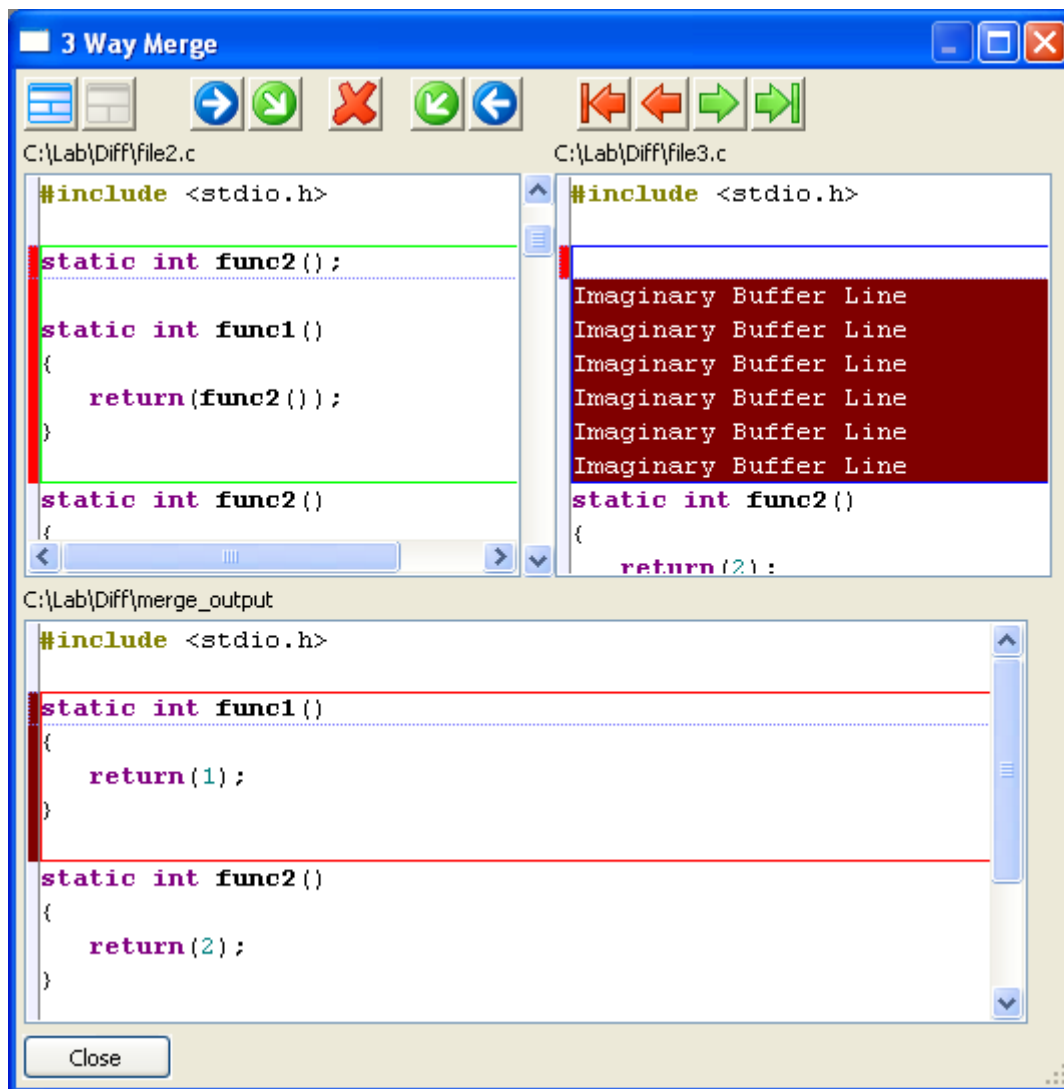 3 Way Merge
C:\Lab\Diff\file2.c
#include <stdio.h>
static int func2();
static int func1()
{
return(func2());
}
static int func2()
{
C:\Lab\Diff\file3.c
#include <stdio.h>
Imaginary Buffer Line
Imaginary Buffer Line
Imaginary Buffer Line
Imaginary Buffer Line
Imaginary Buffer Line
Imaginary Buffer Line
static int func2()
{
return(2);
C:\Lab\Diff\merge_output
#include <stdio.h>
static int func1()
{
return(1);
}
static int func2()
{
return(2);
}
Close